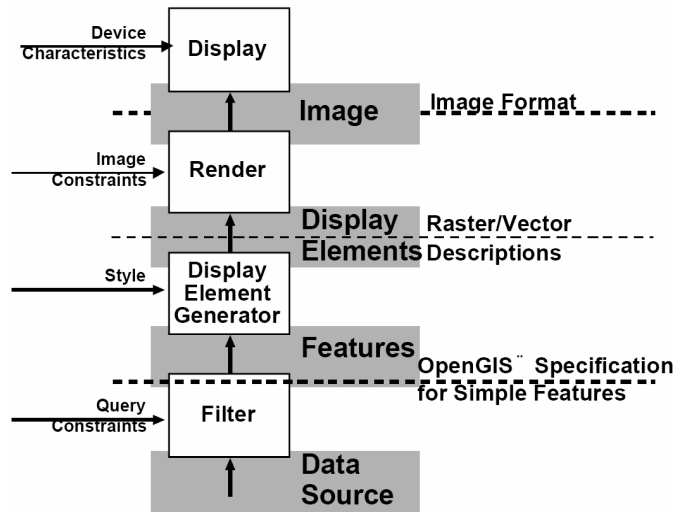 Device
Characteristics
Display
Image
Image Format
Image
Constraints
Render
Display
Elements
Raster/Vector
Descriptions
Style
Display
Element
Generator
Features
OpenGIS¨ Specification
for Simple Features
Query
Constraints
Filter
Data
Source